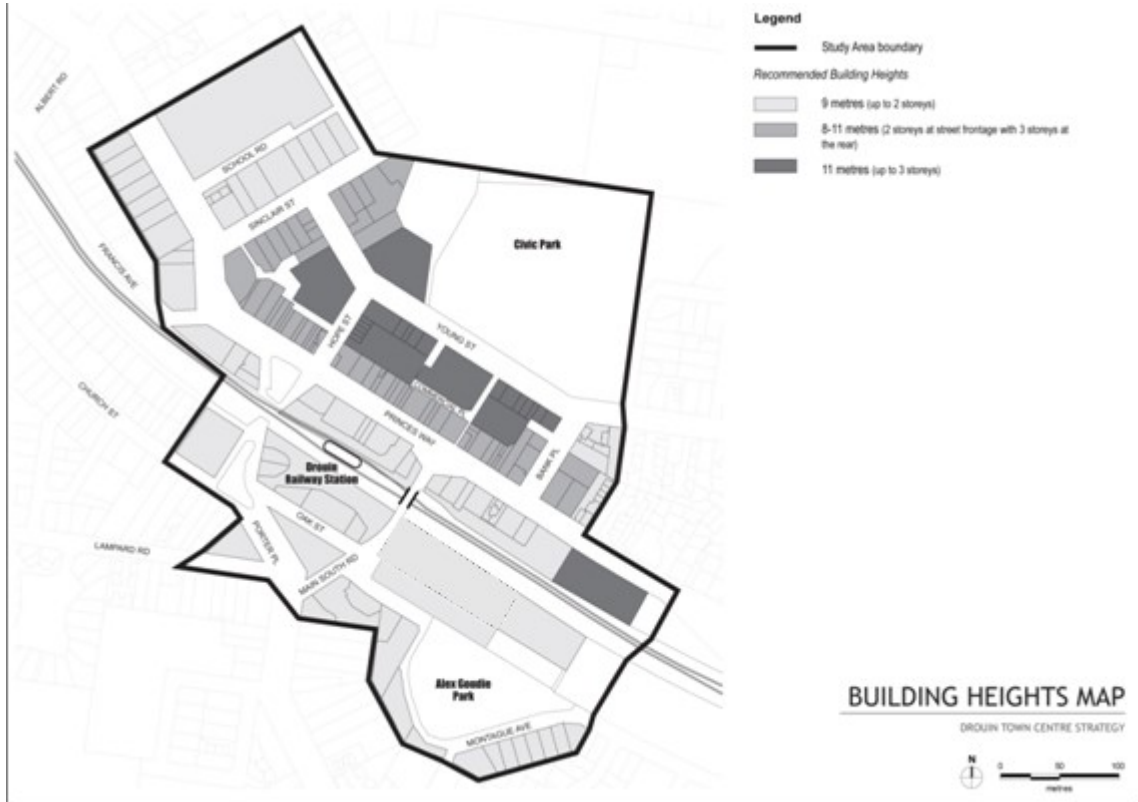 Legend
Study Area boundary
Recommended Building Heights
9 metres (up to 2 storeys)
8-11 metres (2 storeys at street frontage with 3 storeys at
the rear)
11 metres (up to 3 storeys)
ALBERT RD
SCHOOL RD
SINCLAIR ST
Civic Park
FRANCIS AVE
HOPE ST
YOUNG ST
COMMERCIAL PL
CHURCH ST
PRINCES WAY
BANK PL
Drouin
Railway Station
OAK ST
PORTER PL
LAMPARD RD
MAIN SOUTH RD
Alex Goudie
Park
MONTAGUE AVE
BUILDING HEIGHTS MAP
DROUIN TOWN CENTRE STRATEGY
N
0 50 100
metres